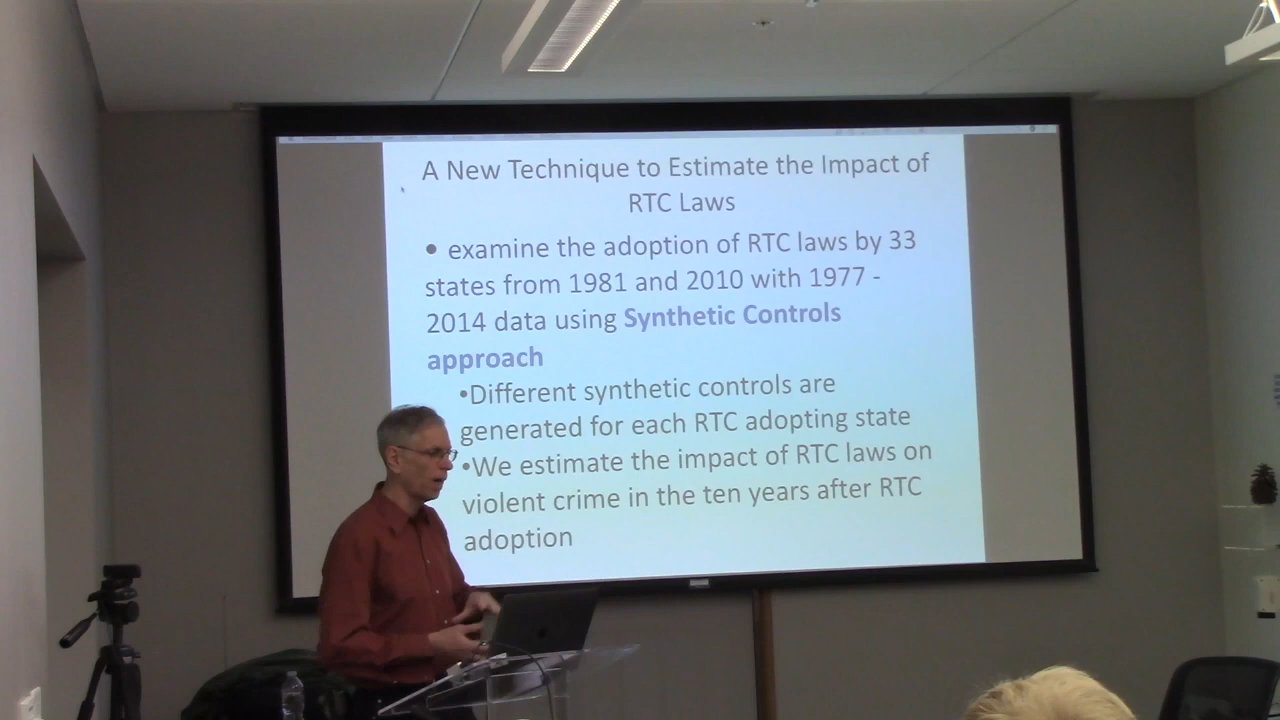 A New Technique to Estimate the Impact of
RTC Laws
• examine the adoption of RTC laws by 33
states from 1981 and 2010 with 1977 -
2014 data using Synthetic Controls
approach
•Different synthetic controls are
generated for each RTC adopting state
•We estimate the impact of RTC laws on
violent crime in the ten years after RTC
adoption